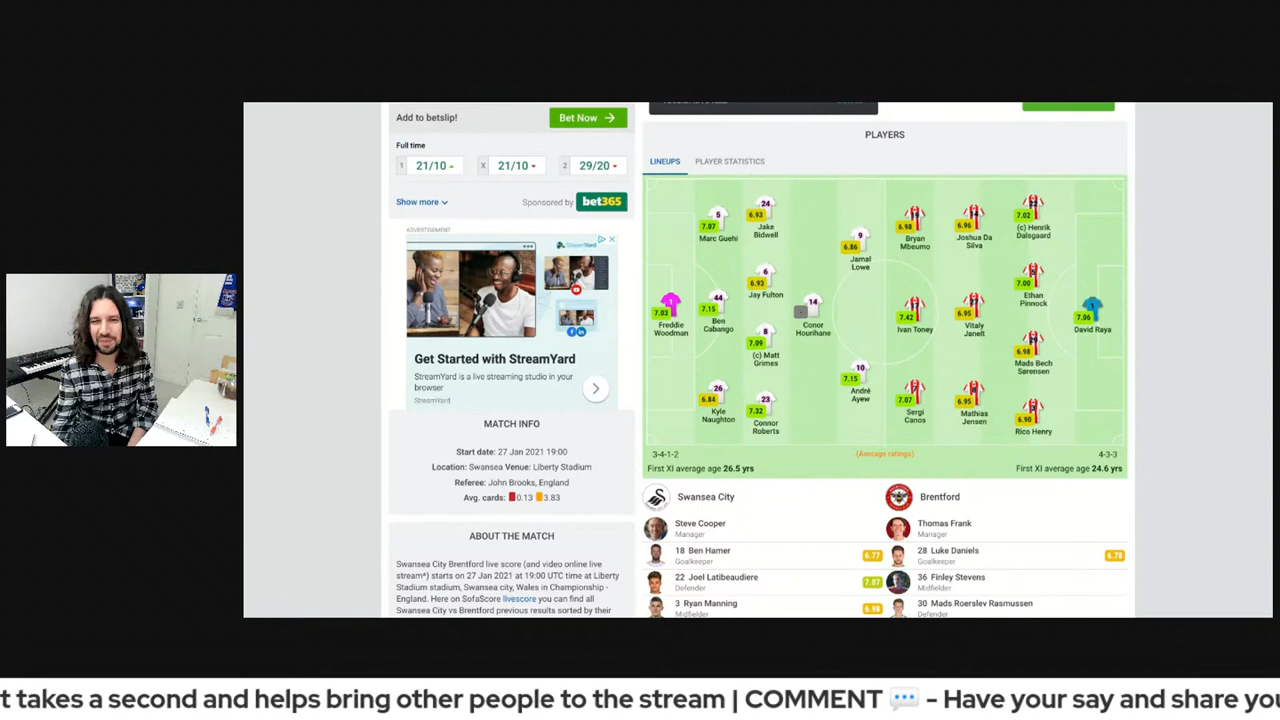 Add to betslip!
Bet Now →
Full time
1 21/10
X 21/10
2 29/20
Show more
Sponsored by bet365
ADVERTISEMENT
StreamYard
Get Started with StreamYard
StreamYard is a live streaming studio in your
browser
StreamYard
MATCH INFO
Start date: 27 Jan 2021 19:00
Location: Swansea Venue: Liberty Stadium
Referee: John Brooks, England
Avg. cards: 0.13 3.83
ABOUT THE MATCH
Swansea City Brentford live score (and video online live
stream*) starts on 27 Jan 2021 at 19:00 UTC time at Liberty
Stadium stadium, Swansea city, Wales in Championship -
England. Here on SofaScore livescore you can find all
Swansea City vs Brentford previous results sorted by their
PLAYERS
LINEUPS
PLAYER STATISTICS
1
7.03
Freddie
Woodman
5
7.07
Marc Guehi
44
7.15
Ben
Cabango
26
6.84
Kyle
Naughton
24
6.93
Jake
Bidwell
6
6.93
Jay Fulton
8
7.09
(c) Matt
Grimes
23
7.32
Connor
Roberts
14
-
Conor
Hourihane
9
6.86
Jamal
Lowe
10
7.15
André
Ayew
6.98
Bryan
Mbeumo
7.42
Ivan Toney
7.07
Sergi
Canos
6.96
Joshua Da
Silva
6.95
Vitaly
Janelt
6.95
Mathias
Jensen
7.02
(c) Henrik
Dalsgaard
7.00
Ethan
Pinnock
6.98
Mads Bech
Sørensen
6.90
Rico Henry
1
7.06
David Raya
3-4-1-2
(Average ratings)
4-3-3
First XI average age 26.5 yrs
First XI average age 24.6 yrs
Swansea City
Brentford
Steve Cooper
Manager
Thomas Frank
Manager
18 Ben Hamer
Goalkeeper
6.77
28 Luke Daniels
Goalkeeper
6.78
22 Joel Latibeaudiere
Defender
7.07
36 Finley Stevens
Midfielder
3 Ryan Manning
Midfielder
6.98
30 Mads Roerslev Rasmussen
Defender
t takes a second and helps bring other people to the stream | COMMENT 💬 - Have your say and share you